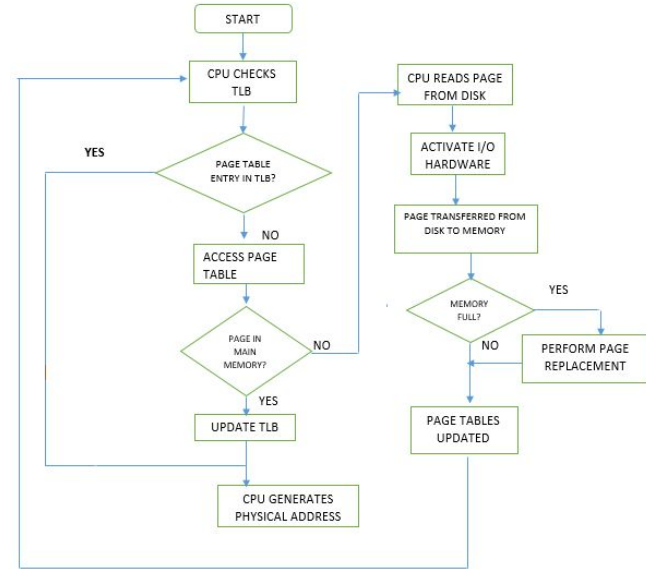 START
CPU CHECKS
TLB
YES
PAGE TABLE
ENTRY IN TLB?
NO
ACCESS PAGE
TABLE
PAGE IN
MAIN
MEMORY?
NO
YES
UPDATE TLB
CPU GENERATES
PHYSICAL ADDRESS
CPU READS PAGE
FROM DISK
ACTIVATE I/O
HARDWARE
PAGE TRANSFERRED FROM
DISK TO MEMORY
MEMORY
FULL?
YES
NO
PERFORM PAGE
REPLACEMENT
PAGE TABLES
UPDATED